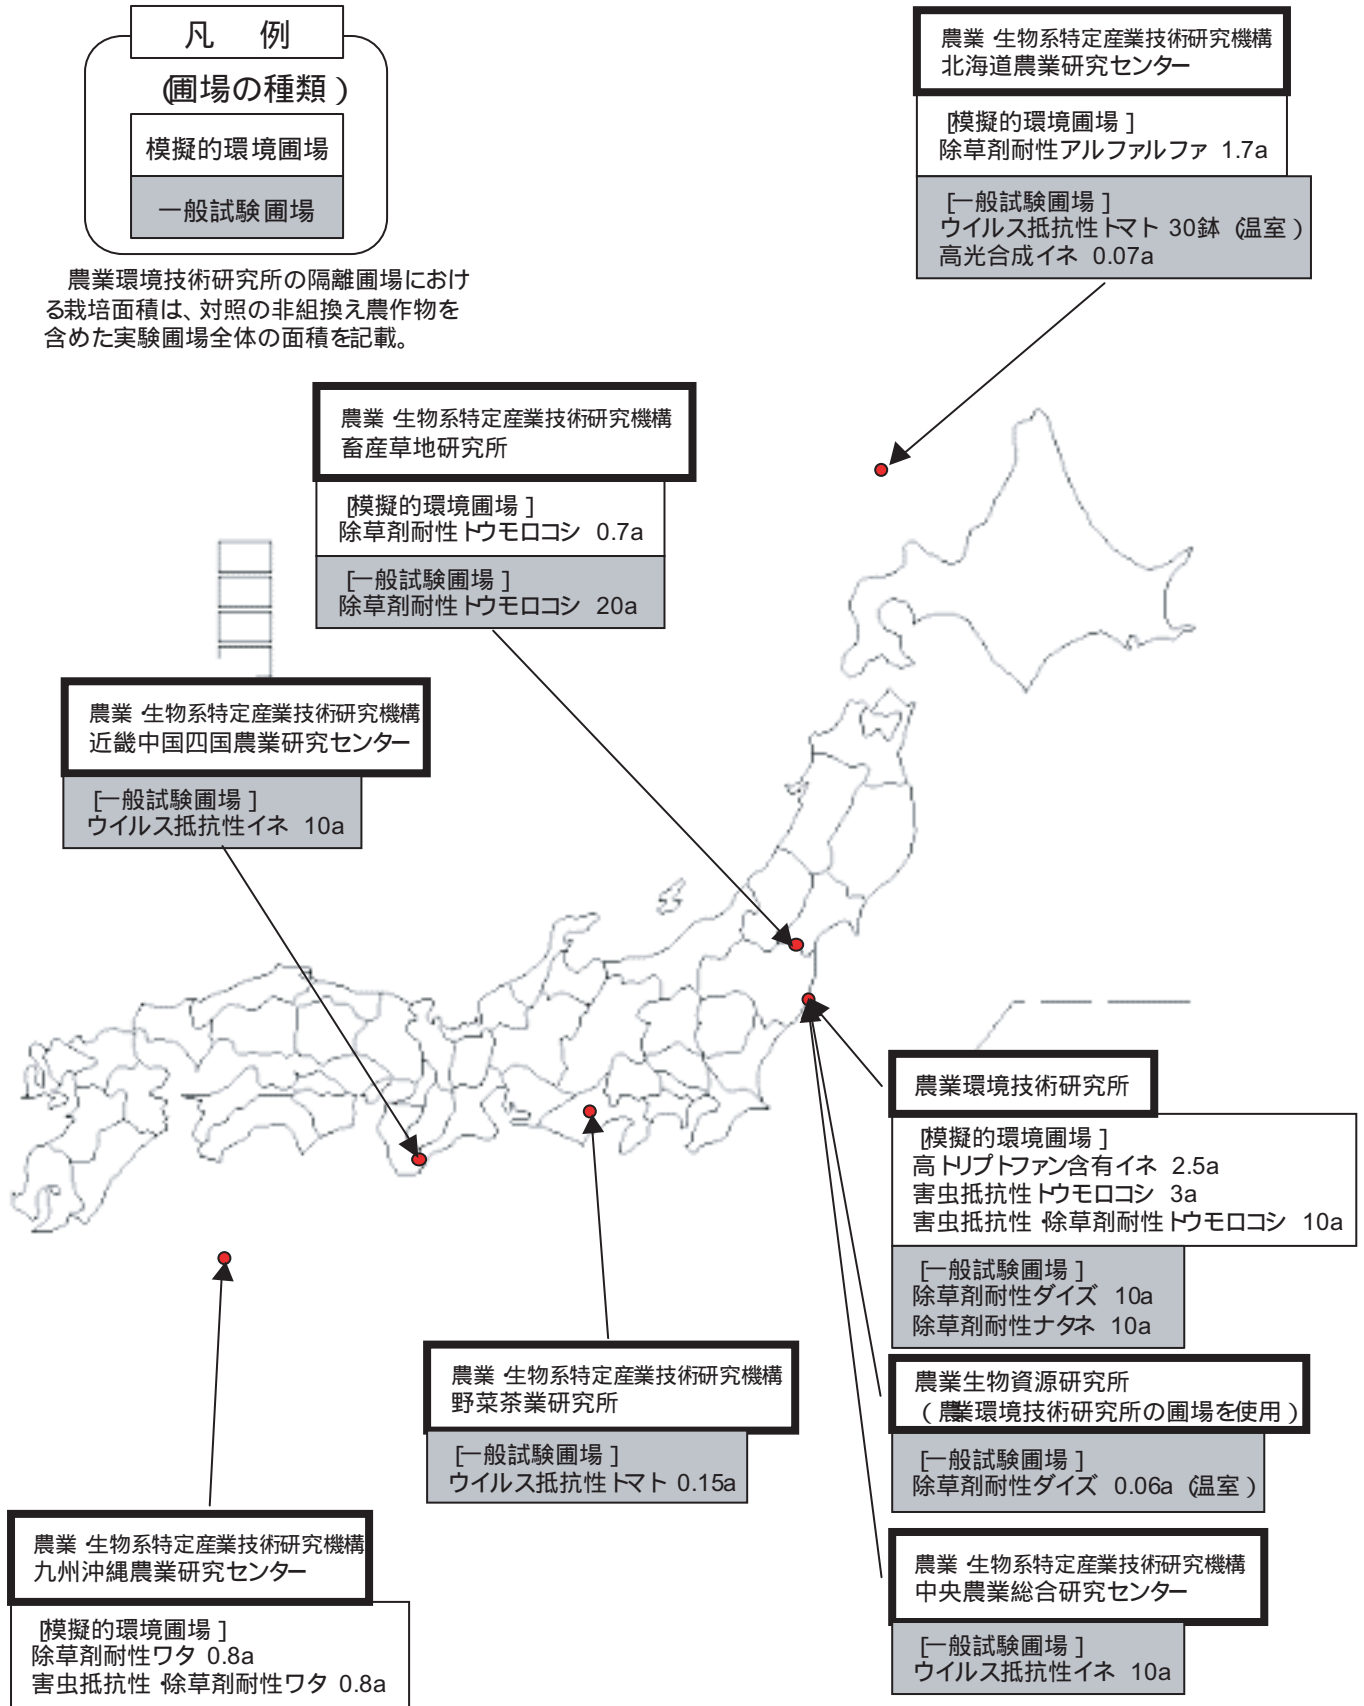 凡　例
(圃場の種類)
模擬的環境圃場
一般試験圃場
農業環境技術研究所の隔離圃場におけ
る栽培面積は、対照の非組換え農作物を
含めた実験圃場全体の面積を記載。
農業・生物系特定産業技術研究機構
北海道農業研究センター
[模擬的環境圃場]
除草剤耐性アルファルファ 1.7a
[一般試験圃場]
ウイルス抵抗性トマト 30鉢 (温室)
高光合成イネ 0.07a
農業・生物系特定産業技術研究機構
畜産草地研究所
[模擬的環境圃場]
除草剤耐性トウモロコシ 0.7a
[一般試験圃場]
除草剤耐性トウモロコシ 20a
農業・生物系特定産業技術研究機構
近畿中国四国農業研究センター
[一般試験圃場]
ウイルス抵抗性イネ 10a
農業環境技術研究所
[模擬的環境圃場]
高トリプトファン含有イネ 2.5a
害虫抵抗性トウモロコシ 3a
害虫抵抗性・除草剤耐性トウモロコシ 10a
[一般試験圃場]
除草剤耐性ダイズ 10a
除草剤耐性ナタネ 10a
農業生物資源研究所
(農業環境技術研究所の圃場を使用)
[一般試験圃場]
除草剤耐性ダイズ 0.06a (温室)
農業・生物系特定産業技術研究機構
中央農業総合研究センター
[一般試験圃場]
ウイルス抵抗性イネ 10a
農業・生物系特定産業技術研究機構
野菜茶業研究所
[一般試験圃場]
ウイルス抵抗性トマト 0.15a
農業・生物系特定産業技術研究機構
九州沖縄農業研究センター
[模擬的環境圃場]
除草剤耐性ワタ 0.8a
害虫抵抗性・除草剤耐性ワタ 0.8a